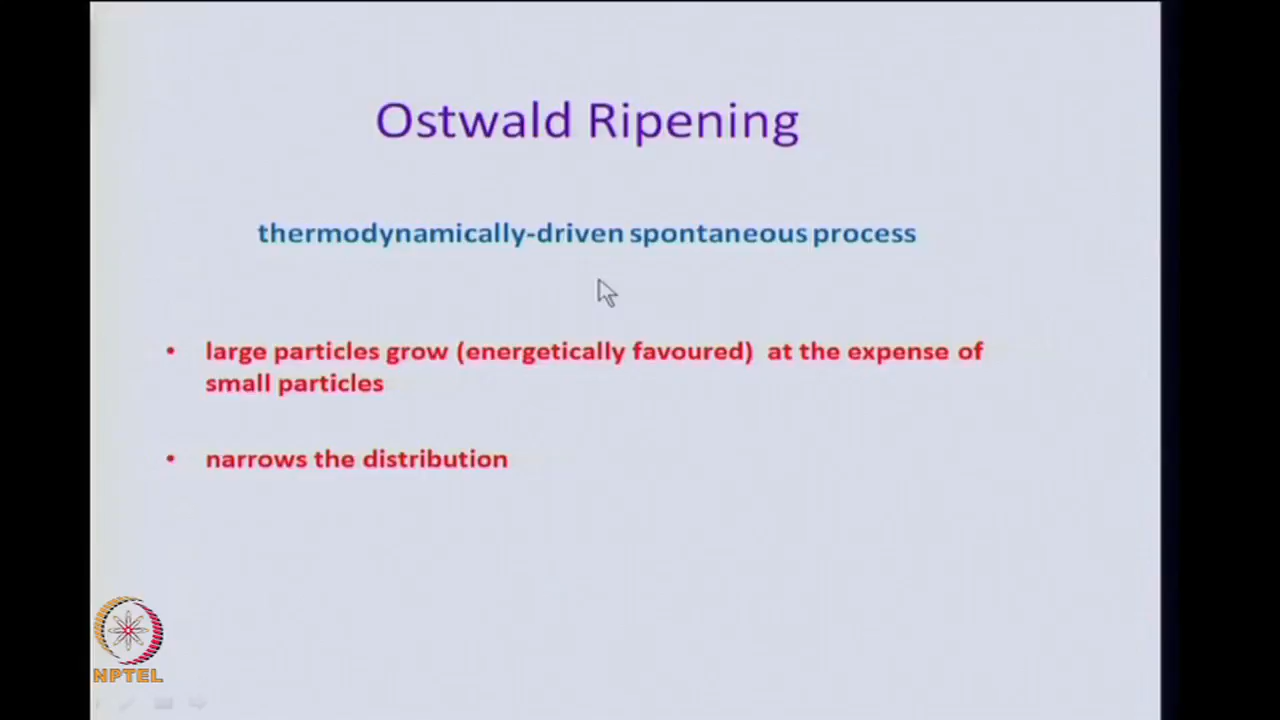 Ostwald Ripening
thermodynamically-driven spontaneous process
• large particles grow (energetically favoured) at the expense of
small particles
• narrows the distribution
NPTEL